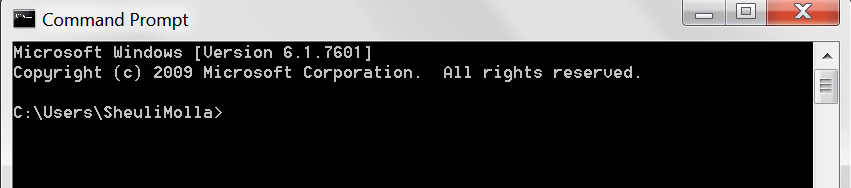 Command Prompt
Microsoft Windows [Version 6.1.7601]
Copyright (c) 2009 Microsoft Corporation.  All rights reserved.
C:\Users\SheuliMolla>